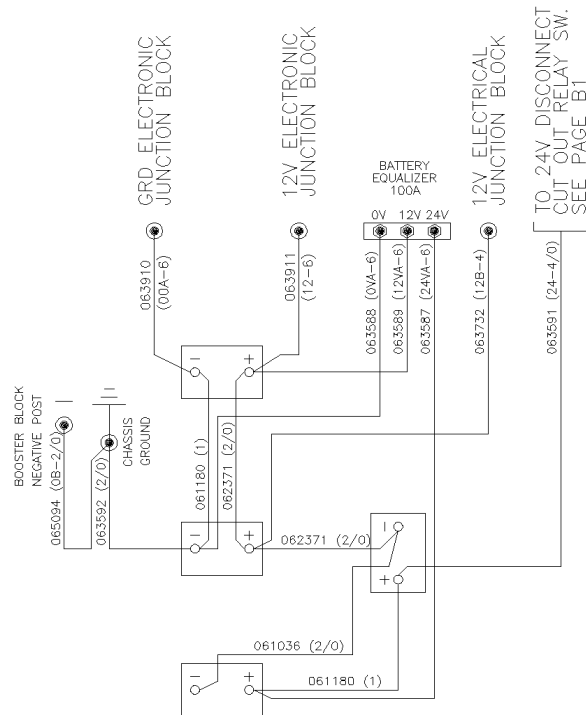 GRD ELECTRONIC
JUNCTION BLOCK
12V ELECTRONIC
JUNCTION BLOCK
BATTERY
EQUALIZER
100A
0V 12V 24V
12V ELECTRICAL
JUNCTION BLOCK
TO 24V DISCONNECT
CUT OUT RELAY SW.
SEE PAGE B1
063910
(00A-6)
063911
(12-6)
063588 (0VA-6)
063589 (12VA-6)
063587 (24VA-6)
063732 (12B-4)
063591 (24-4/0)
BOOSTER BLOCK
NEGATIVE POST
CHASSIS
GROUND
065094 (0B-2/0)
063592 (2/0)
- +
061180 (1)
062371 (2/0)
- +
062371 (2/0)
- +
061036 (2/0)
061180 (1)
- +